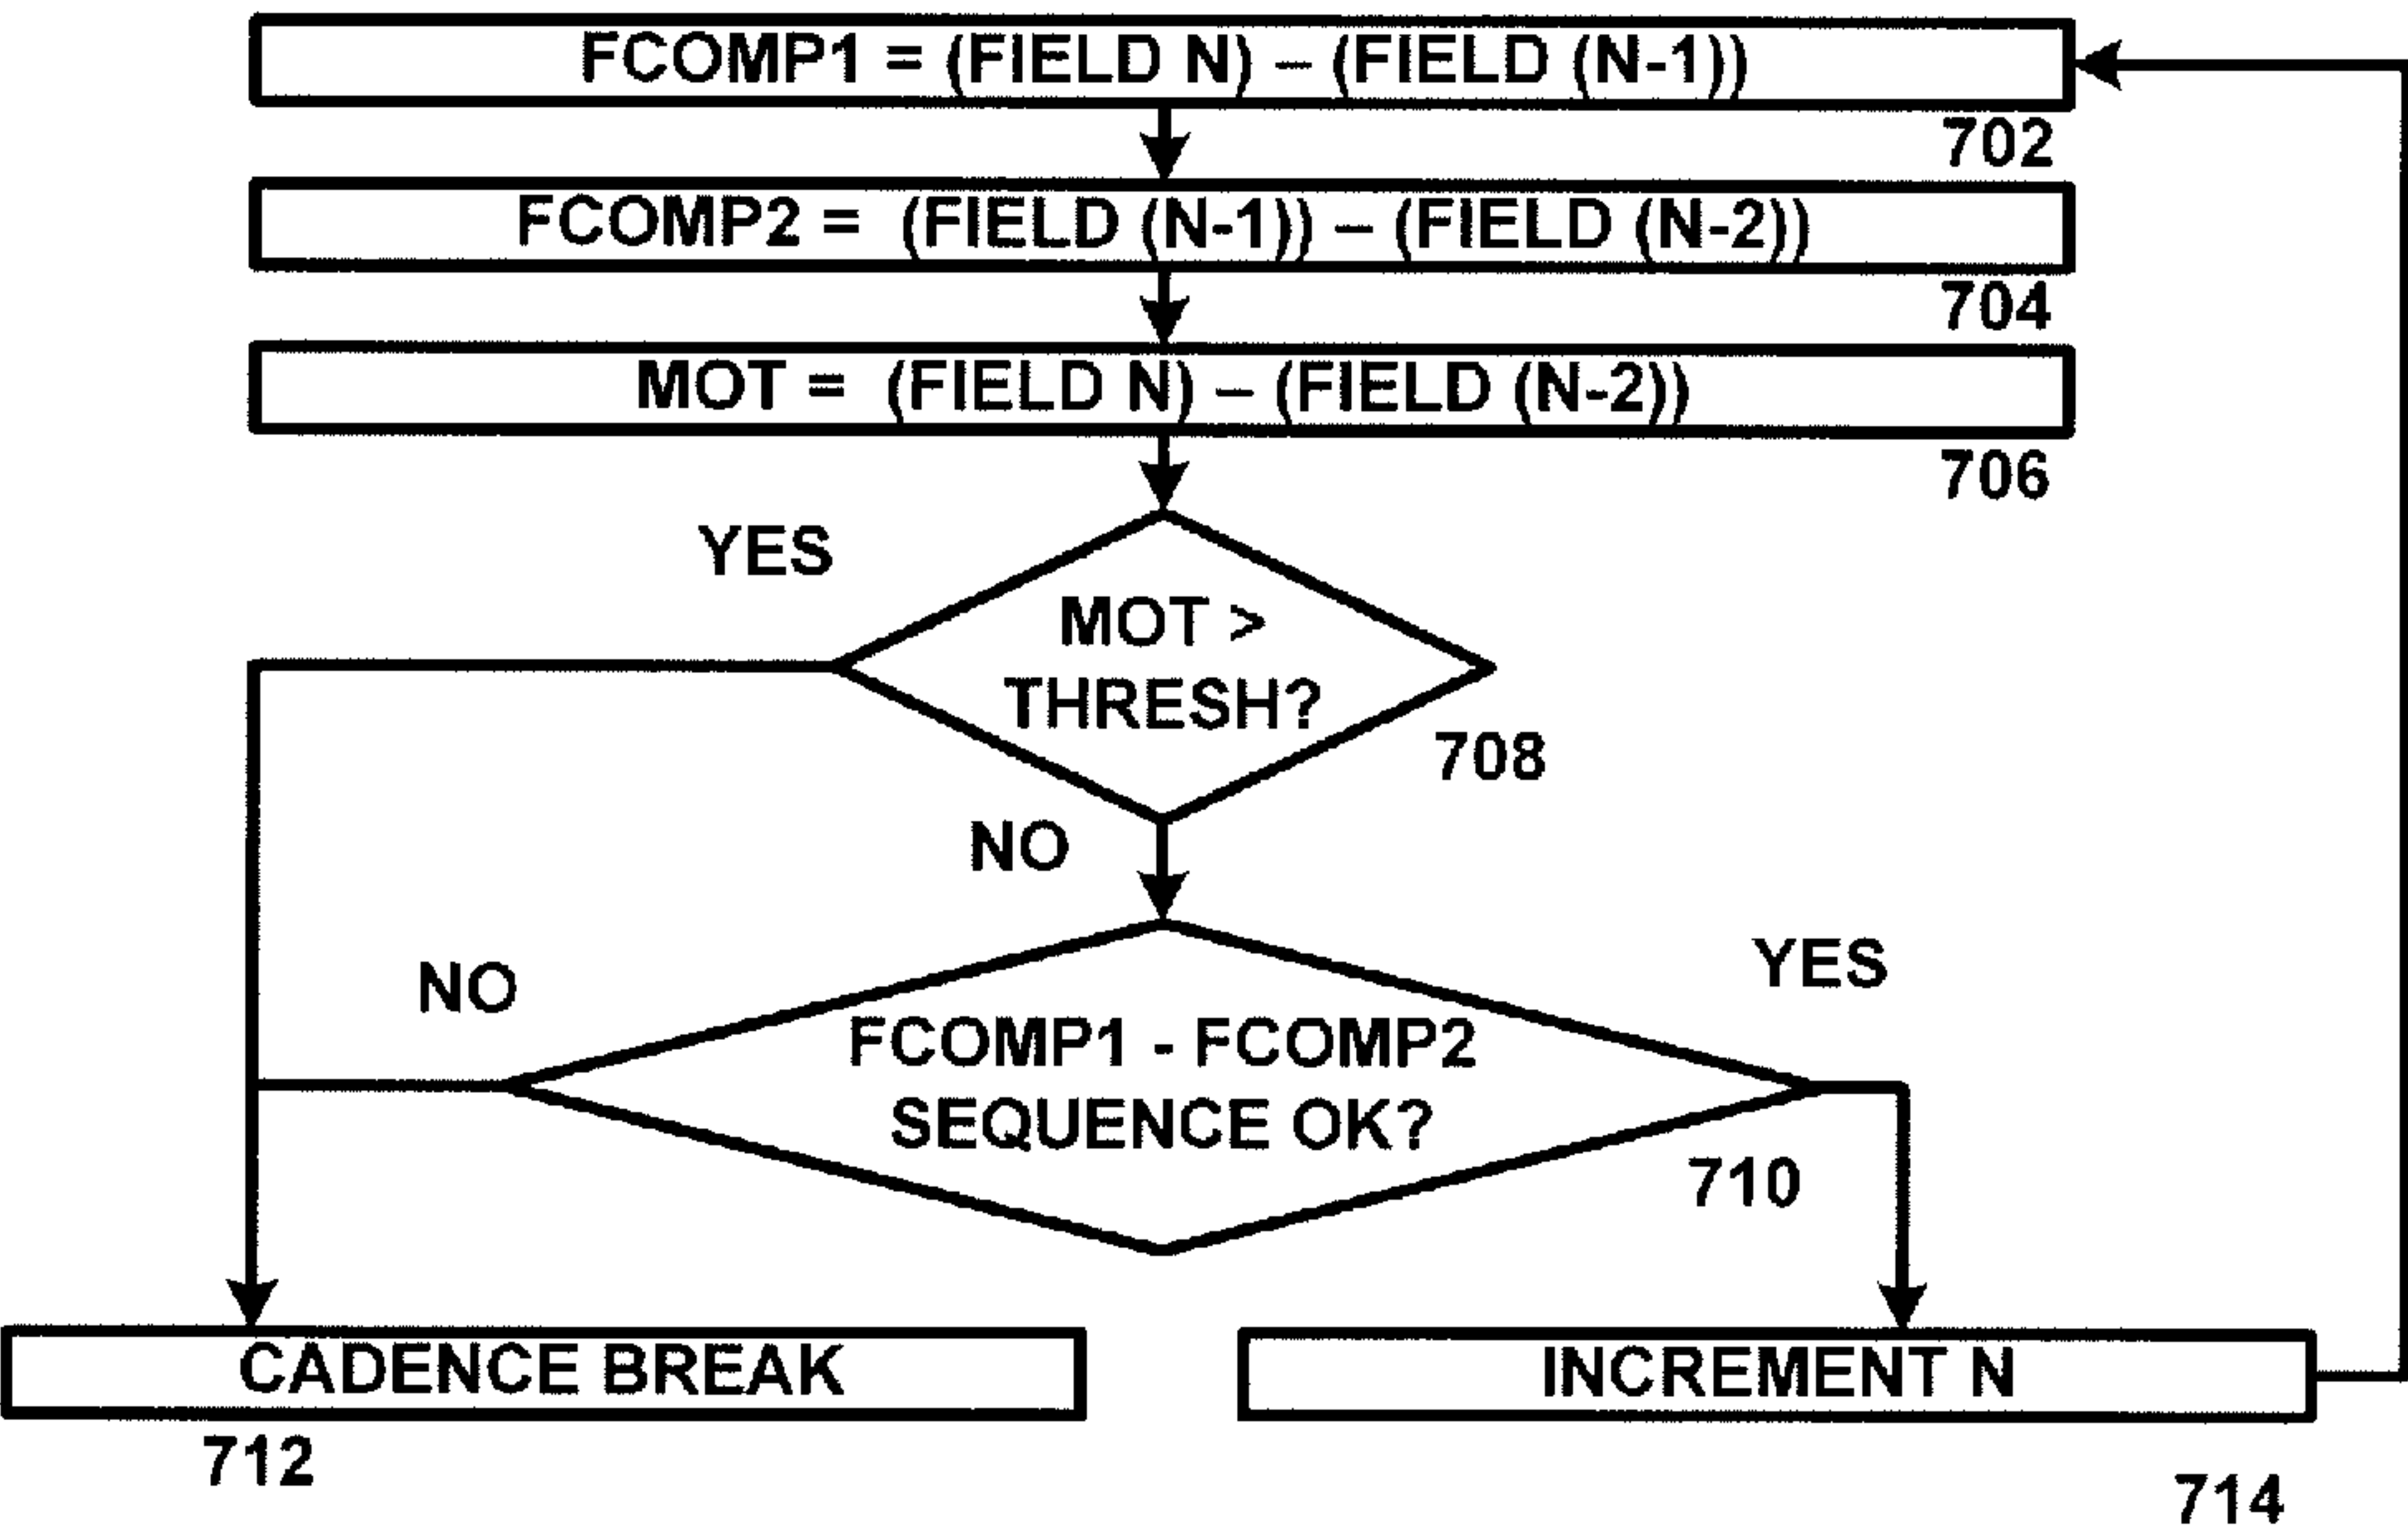 FCOMP1 = (FIELD N) – (FIELD (N-1))
702
FCOMP2 = (FIELD (N-1)) – (FIELD (N-2))
704
MOT = (FIELD N) – (FIELD (N-2))
706
YES
MOT >
THRESH?
708
NO
YES
NO
FCOMP1 - FCOMP2
SEQUENCE OK?
710
CADENCE BREAK
INCREMENT N
712
714